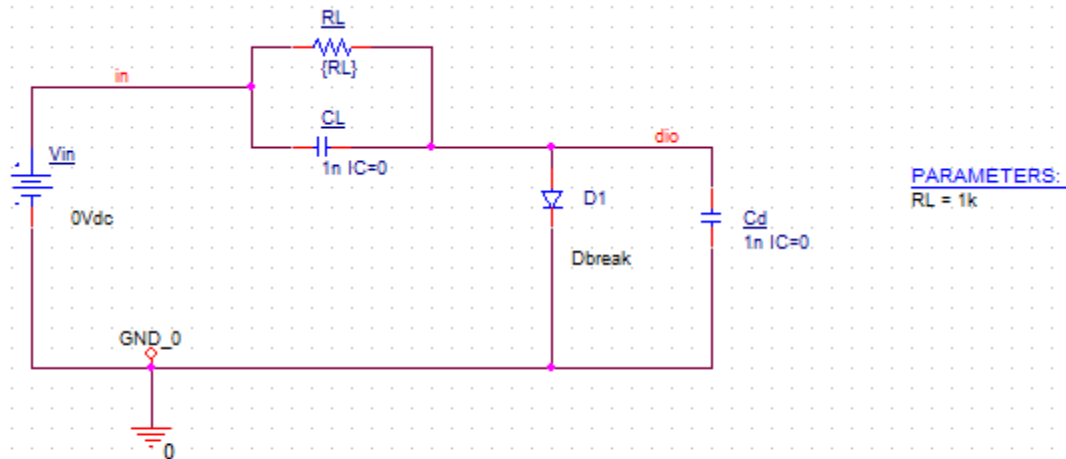 RL
{RL}
in
CL
1n IC=0
dio
Vin
0Vdc
D1
Dbreak
Cd
1n IC=0
PARAMETERS:
RL = 1k
GND_0
0